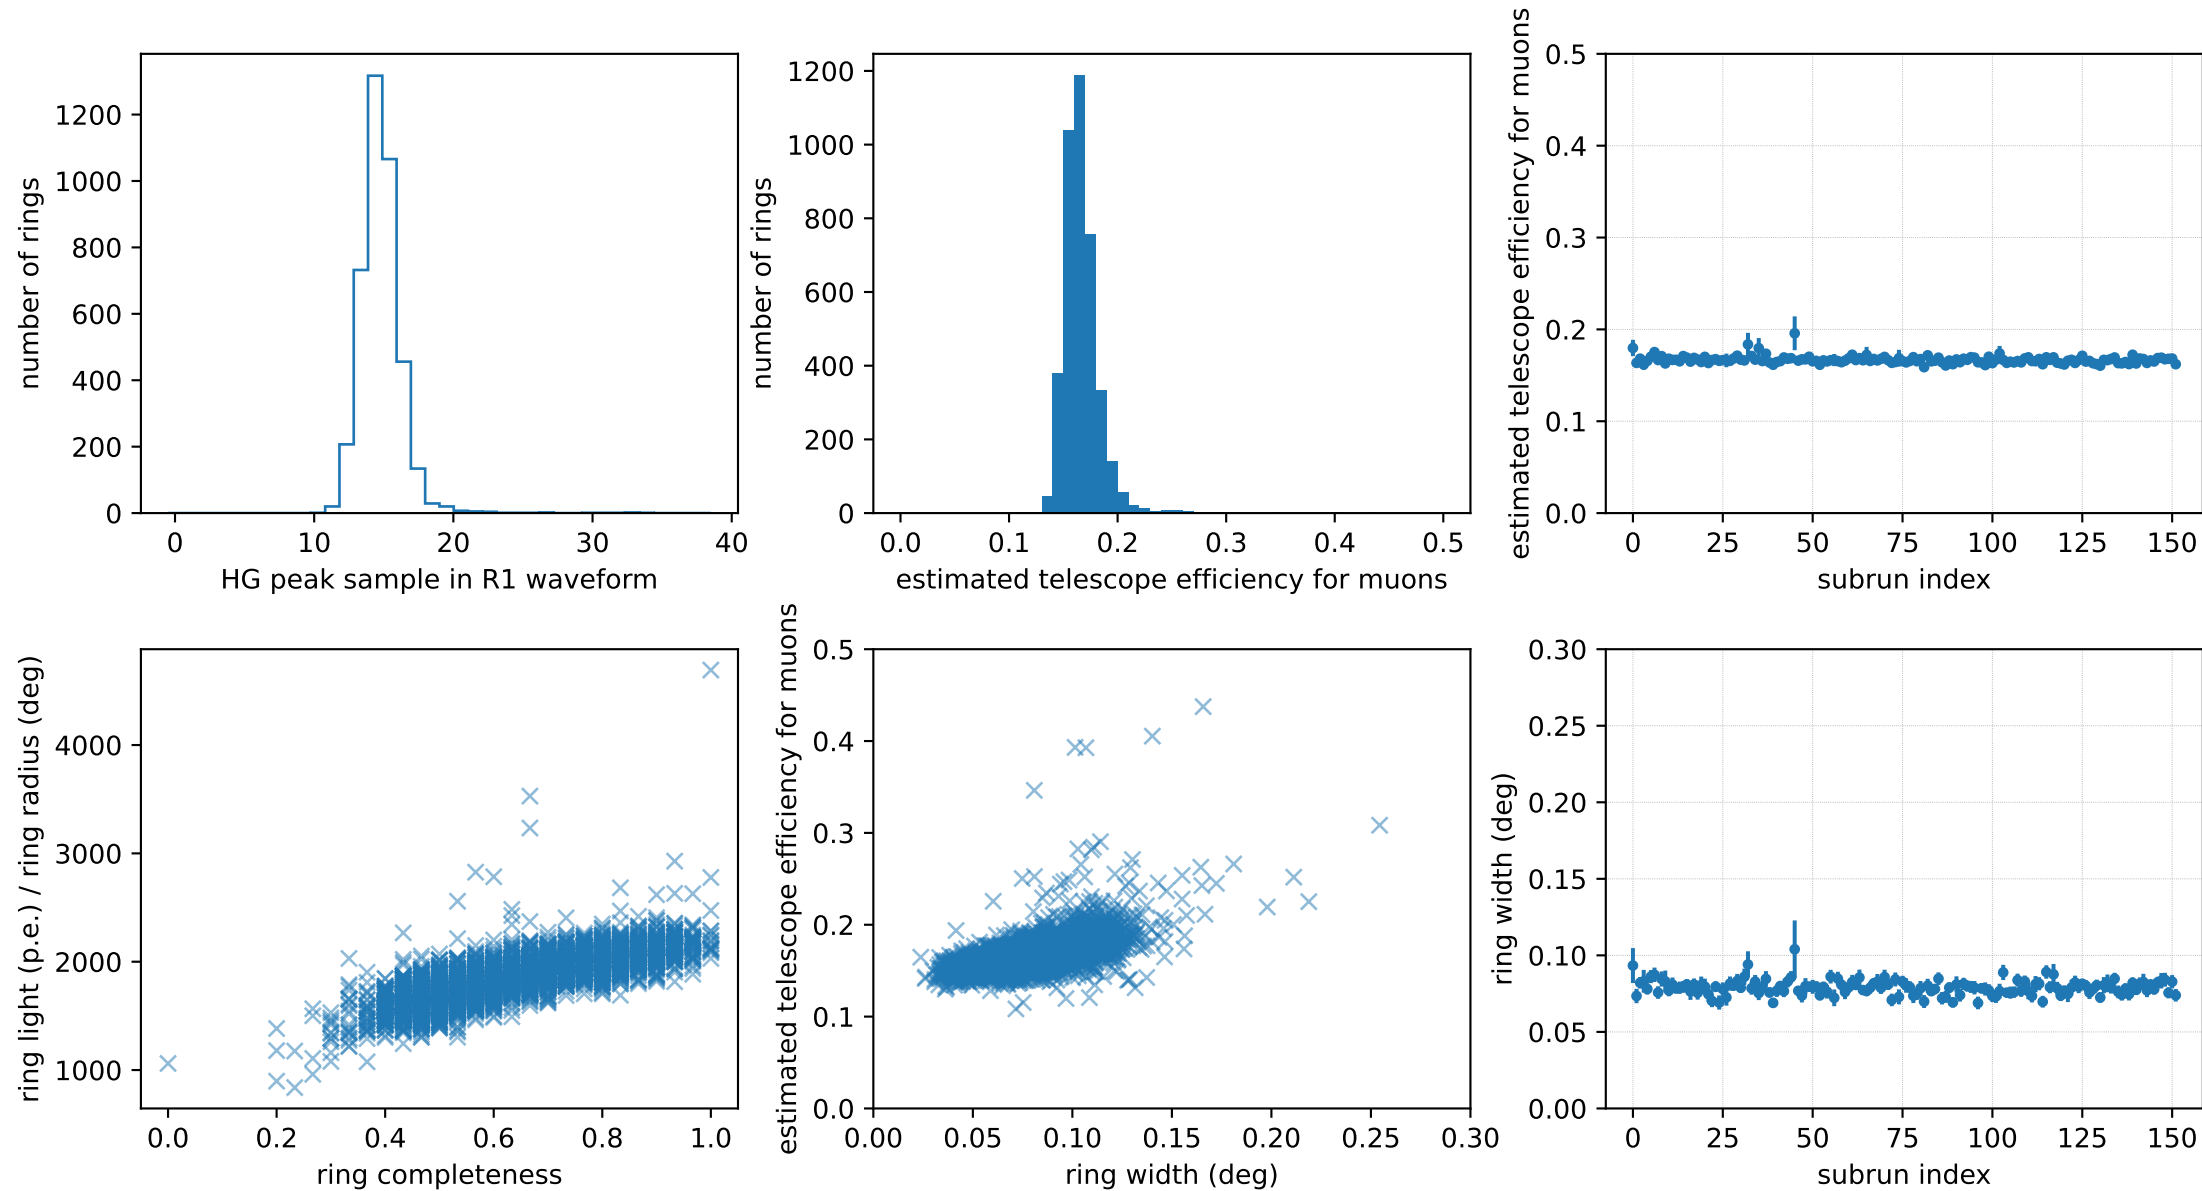 number of rings
1200
1000
800
600
400
200
0
0 10 20 30 40
HG peak sample in R1 waveform
number of rings
1200
1000
800
600
400
200
0
0.0 0.1 0.2 0.3 0.4 0.5
estimated telescope efficiency for muons
estimated telescope efficiency for muons
0.5
0.4
0.3
0.2
0.1
0.0
0 25 50 75 100 125 150
subrun index
ring light (p.e.) / ring radius (deg)
4000
3000
2000
1000
0.0 0.2 0.4 0.6 0.8 1.0
ring completeness
estimated telescope efficiency for muons
0.5
0.4
0.3
0.2
0.1
0.0
0.00 0.05 0.10 0.15 0.20 0.25 0.30
ring width (deg)
ring width (deg)
0.30
0.25
0.20
0.15
0.10
0.05
0.00
0 25 50 75 100 125 150
subrun index